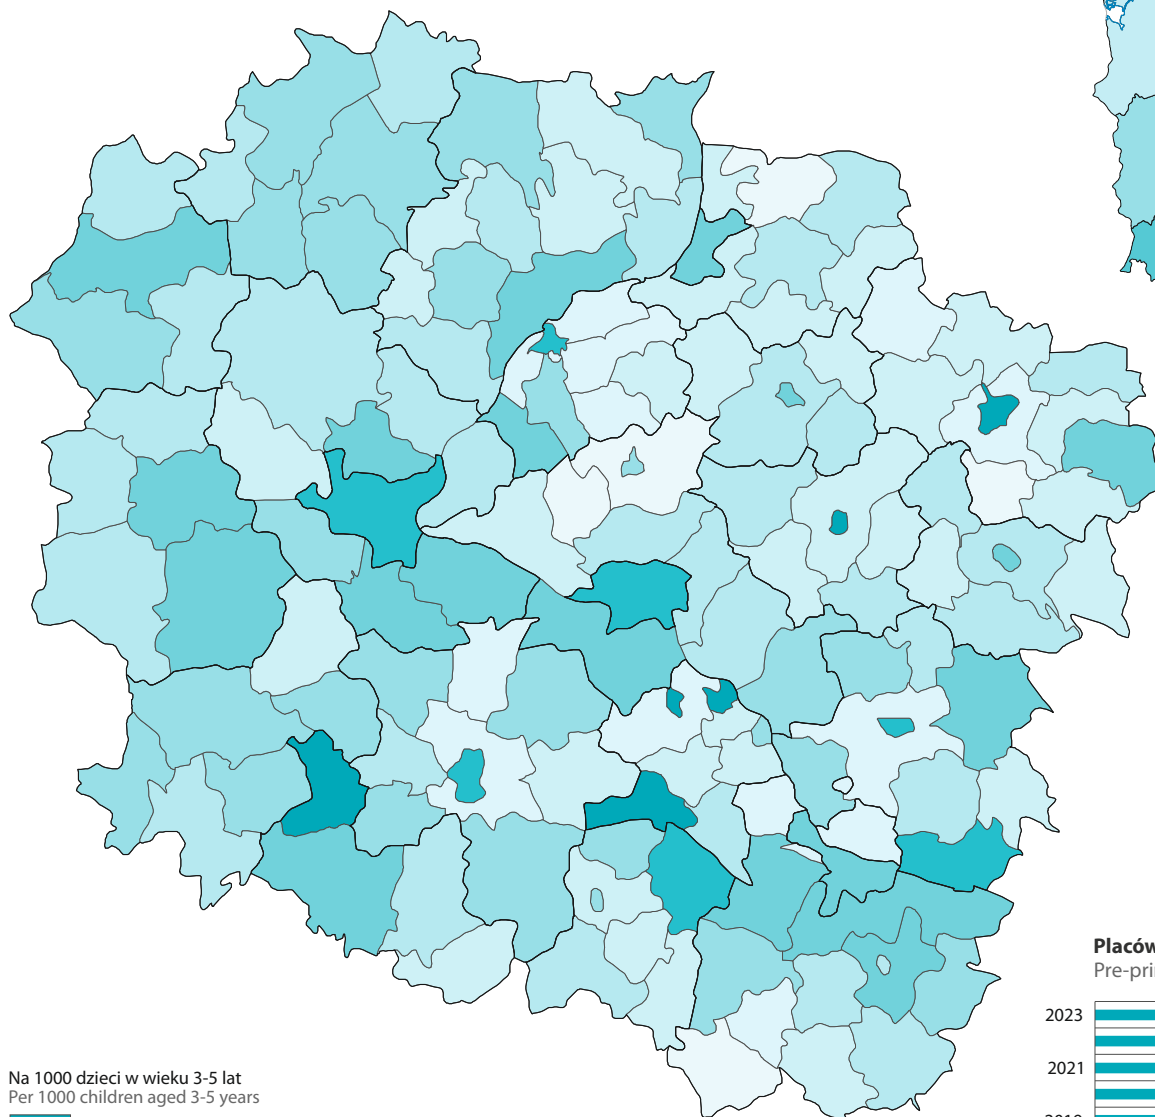 Placów
Pre-pri
2023
2021
2019
Na 1000 dzieci w wieku 3-5 lat
Per 1000 children aged 3-5 years